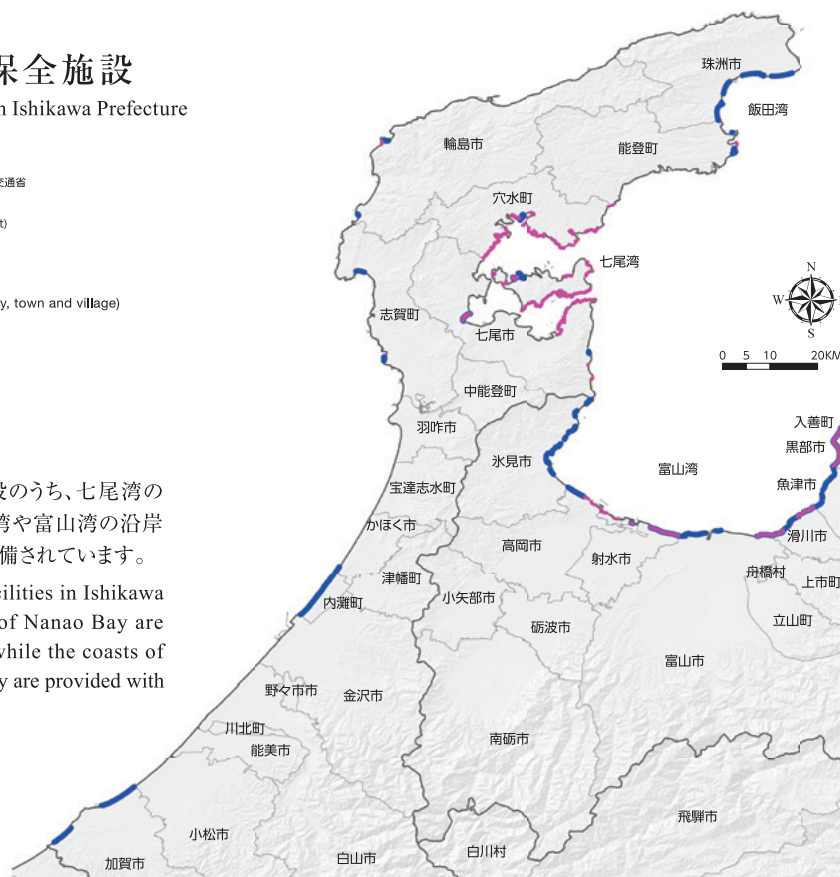 保全施設
n Ishikawa Prefecture
交通省
t)
y, town and village)
設のうち、七尾湾の
湾や富山湾の沿岸
備されています。
cilities in Ishikawa
of Nanao Bay are
while the coasts of
y are provided with
珠洲市
飯田湾
輪島市
能登町
穴水町
七尾湾
志賀町
七尾市
中能登町
羽咋市
氷見市
宝達志水町
かほく市
津幡町
内灘町
高岡市
射水市
小矢部市
砺波市
富山湾
入善町
黒部市
魚津市
滑川市
舟橋村
上市町
立山町
富山市
野々市市
金沢市
川北町
能美市
南砺市
飛騨市
小松市
白山市
白川村
加賀市
N
W
E
S
0 5 10 20KM